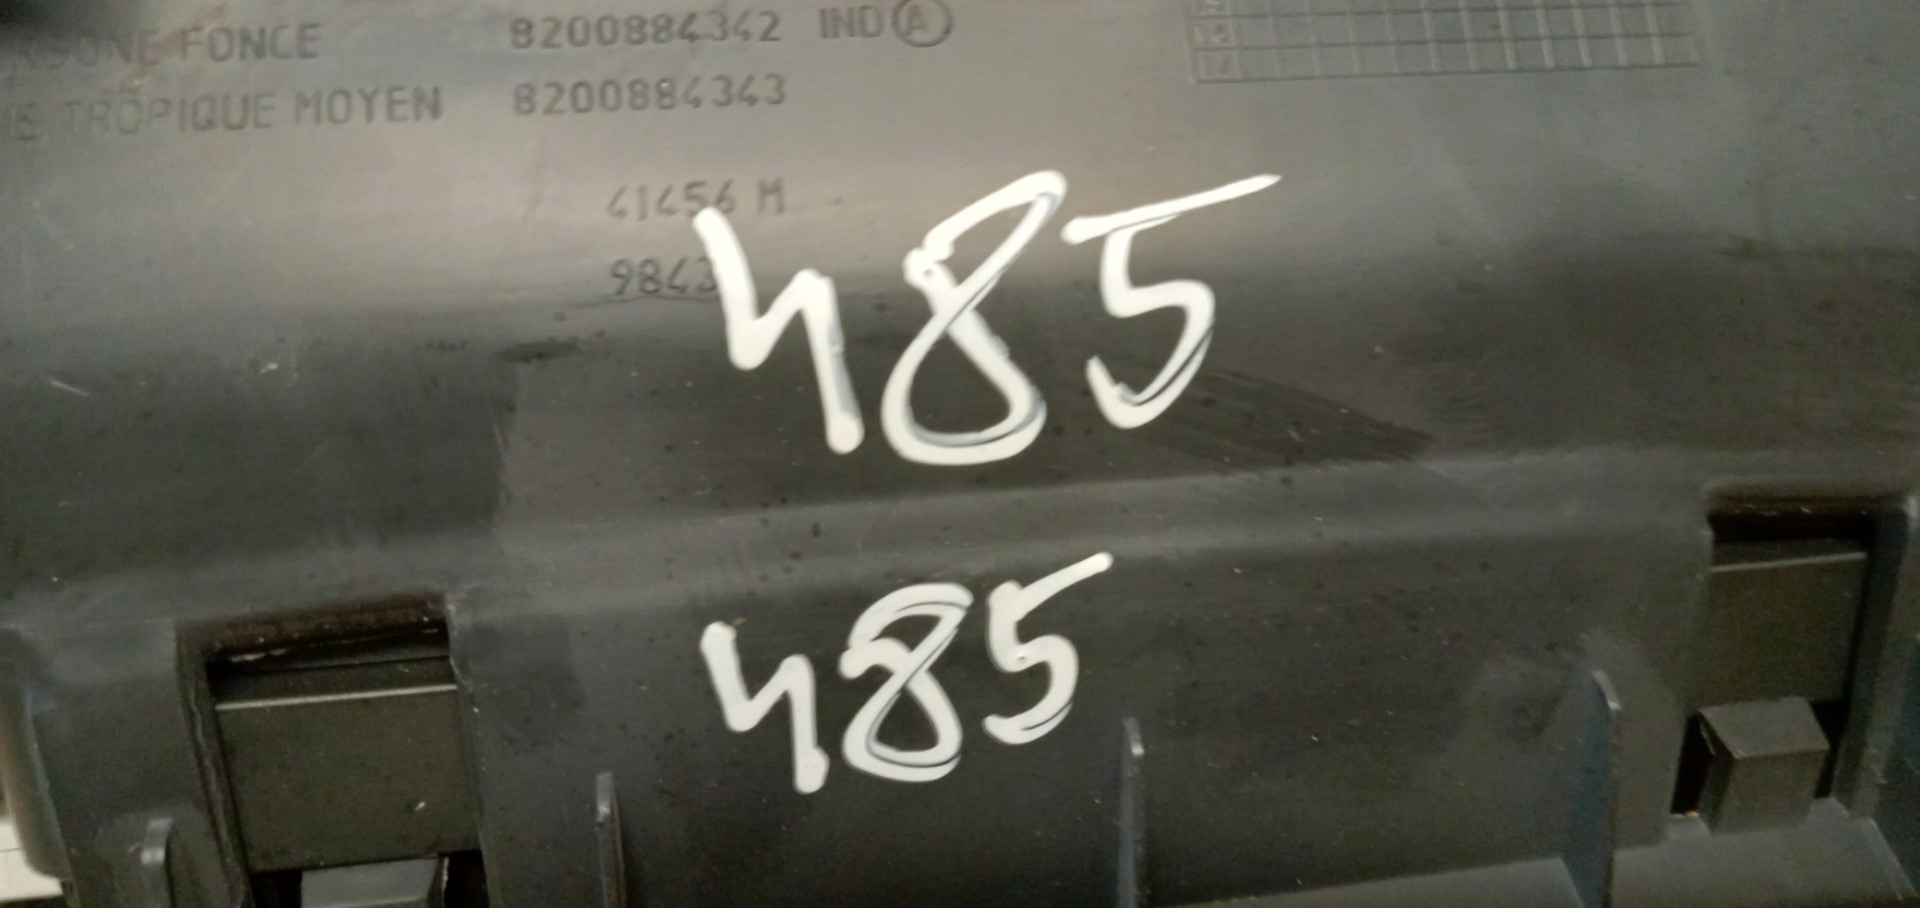 FONCE 8200884342 IND A
TROPIQUE MOYEN 8200884343
41456 M
9843
485
485